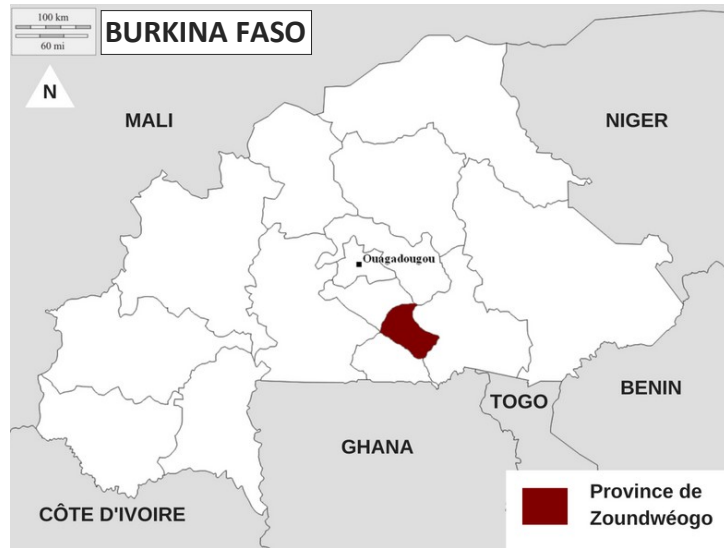 100 km
60 mi
BURKINA FASO
N
MALI
NIGER
Ouagadougou
BENIN
TOGO
GHANA
CÔTE D'IVOIRE
Province de
Zoundwéogo